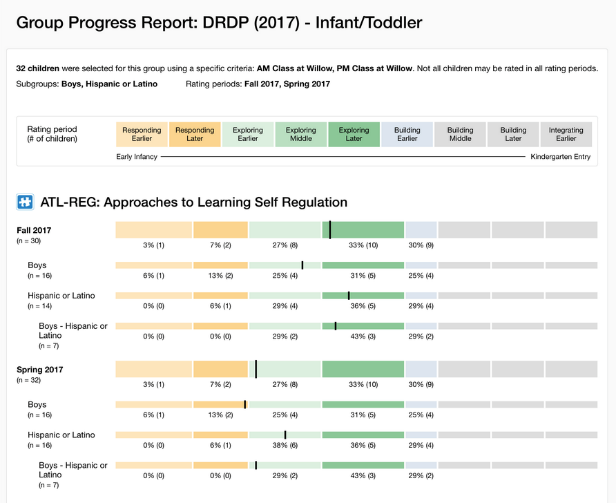 Group Progress Report: DRDP (2017) - Infant/Toddler
32 children were selected for this group using a specific criteria: AM Class at Willow, PM Class at Willow. Not all children may be rated in all rating periods.
Subgroups: Boys, Hispanic or Latino Rating periods: Fall 2017, Spring 2017
Rating period
(# of children)
Responding Earlier
Responding Later
Exploring Earlier
Exploring Middle
Exploring Later
Building Earlier
Building Middle
Building Later
Integrating Earlier
Early Infancy Kindergarten Entry
ATL-REG: Approaches to Learning Self Regulation
Fall 2017
(n = 30)
3% (1) 7% (2) 27% (8) 33% (10) 30% (9)
Boys
(n = 16)
6% (1) 13% (2) 25% (4) 31% (5) 25% (4)
Hispanic or Latino
(n = 14)
0% (0) 6% (1) 29% (4) 36% (5) 29% (4)
Boys - Hispanic or
Latino
(n = 7)
0% (0) 0% (0) 29% (2) 43% (3) 29% (2)
Spring 2017
(n = 32)
3% (1) 7% (2) 27% (8) 33% (10) 30% (9)
Boys
(n = 16)
6% (1) 13% (2) 25% (4) 31% (5) 25% (4)
Hispanic or Latino
(n = 16)
0% (0) 6% (1) 38% (6) 36% (5) 29% (4)
Boys - Hispanic or
Latino
(n = 7)
0% (0) 0% (0) 29% (2) 43% (3) 29% (2)